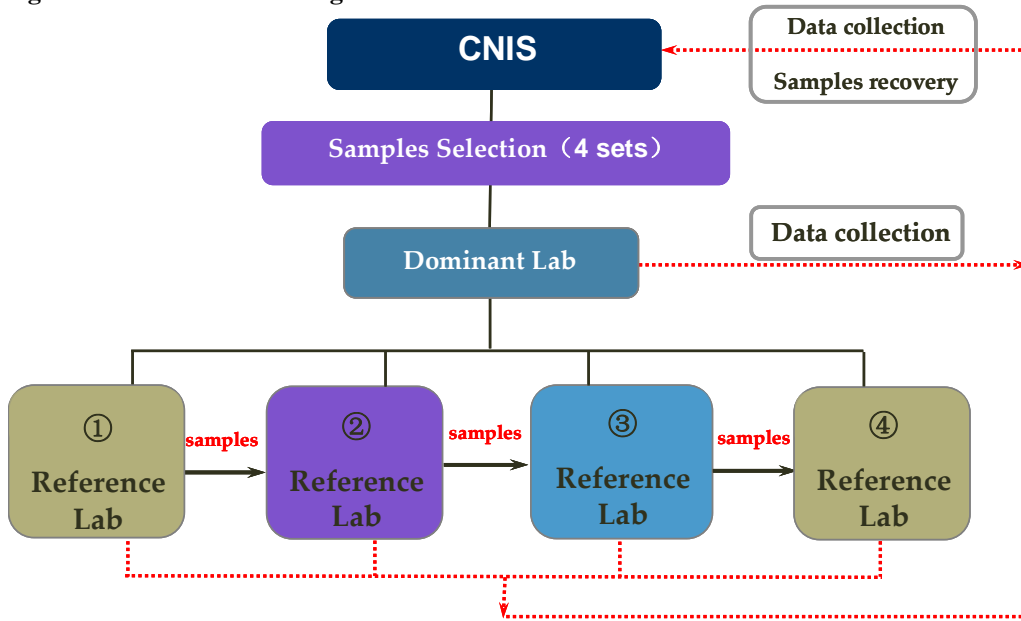 CNIS
Data collection
Samples recovery
Samples Selection（4 sets）
Dominant Lab
Data collection
①
Reference
Lab
samples
②
Reference
Lab
samples
③
Reference
Lab
samples
④
Reference
Lab